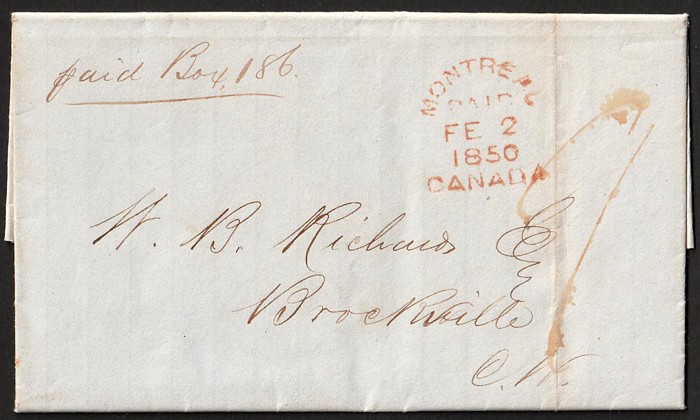 paid Box 186.
MONTREAL
PAID
FE 2
1850
CANADA
W. B. Richards Esq
Brockville
C. W.